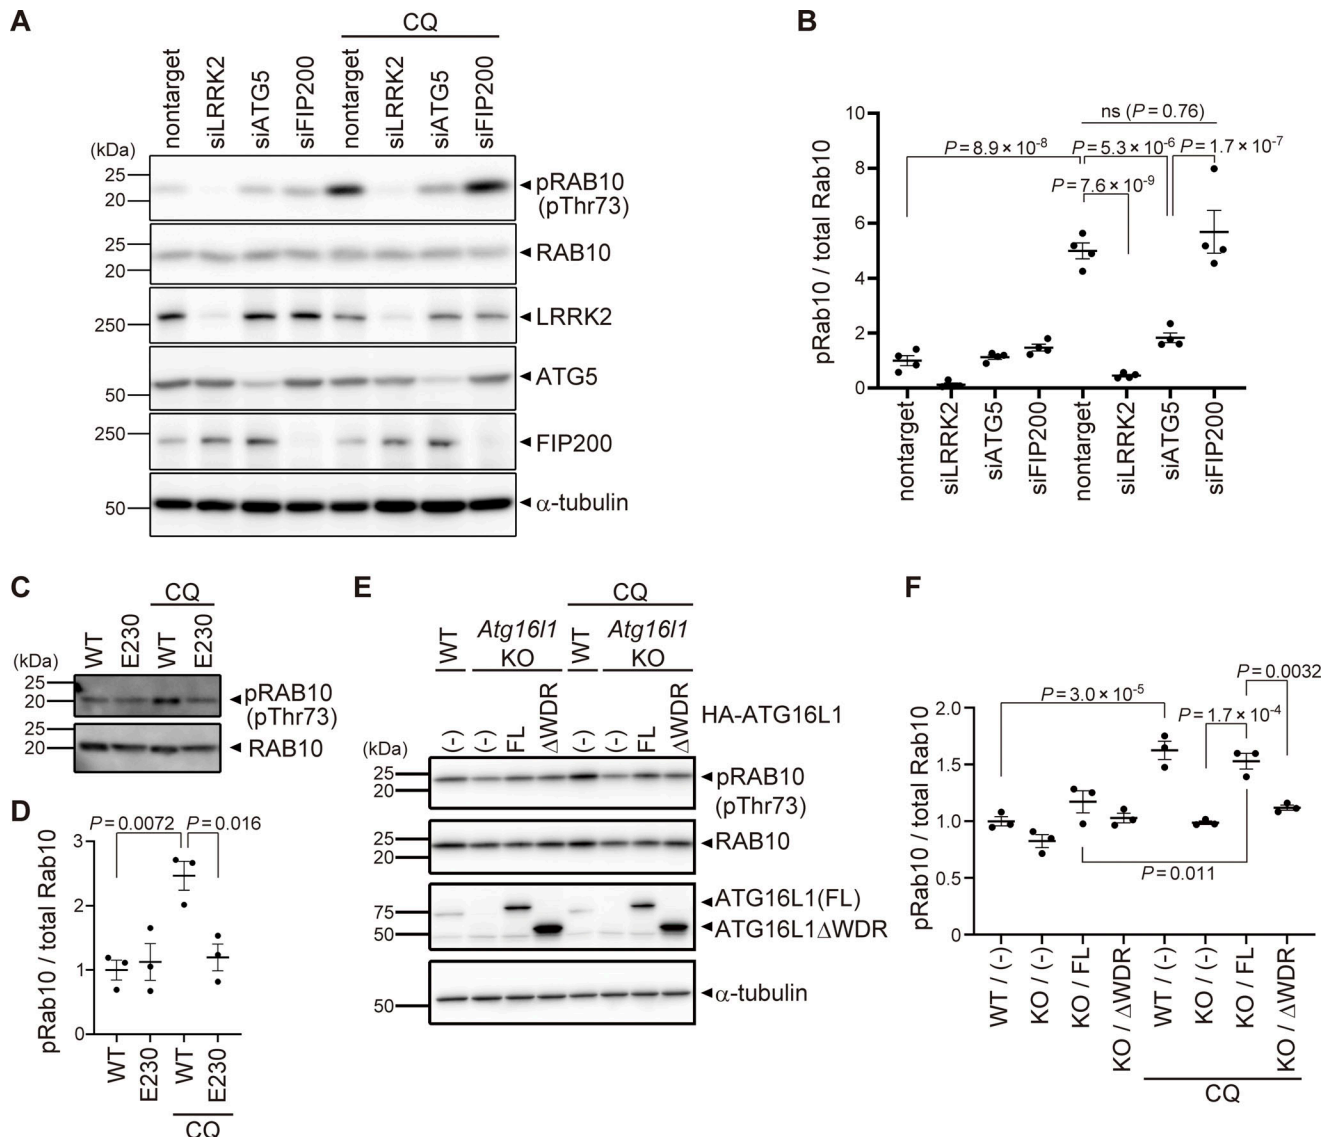 A
CQ
nontarget
siLRRK2
siATG5
siFIP200
nontarget
siLRRK2
siATG5
siFIP200
(kDa)
25
20
pRAB10
(pThr73)
25
20
RAB10
250
LRRK2
50
ATG5
250
FIP200
50
α-tubulin
B
ns (P = 0.76)
P = 8.9 × 10-8
P = 5.3 × 10-6
P = 1.7 × 10-7
P = 7.6 × 10-9
pRab10 / total Rab10
10
8
6
4
2
0
nontarget
siLRRK2
siATG5
siFIP200
nontarget
siLRRK2
siATG5
siFIP200
C
CQ
WT
E230
WT
E230
(kDa)
25
20
pRAB10
(pThr73)
25
20
RAB10
D
P = 0.0072
P = 0.016
pRab10 / total Rab10
3
2
1
0
WT
E230
WT
E230
CQ
E
CQ
WT
Atg16l1
KO
WT
Atg16l1
KO
(-)
(-)
FL
ΔWDR
(-)
(-)
FL
ΔWDR
HA-ATG16L1
(kDa)
25
20
pRAB10
(pThr73)
25
20
RAB10
75
50
ATG16L1(FL)
ATG16L1ΔWDR
50
α-tubulin
F
P = 0.0032
P = 3.0 × 10-5
P = 1.7 × 10-4
P = 0.011
pRab10 / total Rab10
2.0
1.5
1.0
0.5
0
WT / (-)
KO / (-)
KO / FL
KO / ΔWDR
WT / (-)
KO / (-)
KO / FL
KO / ΔWDR
CQ